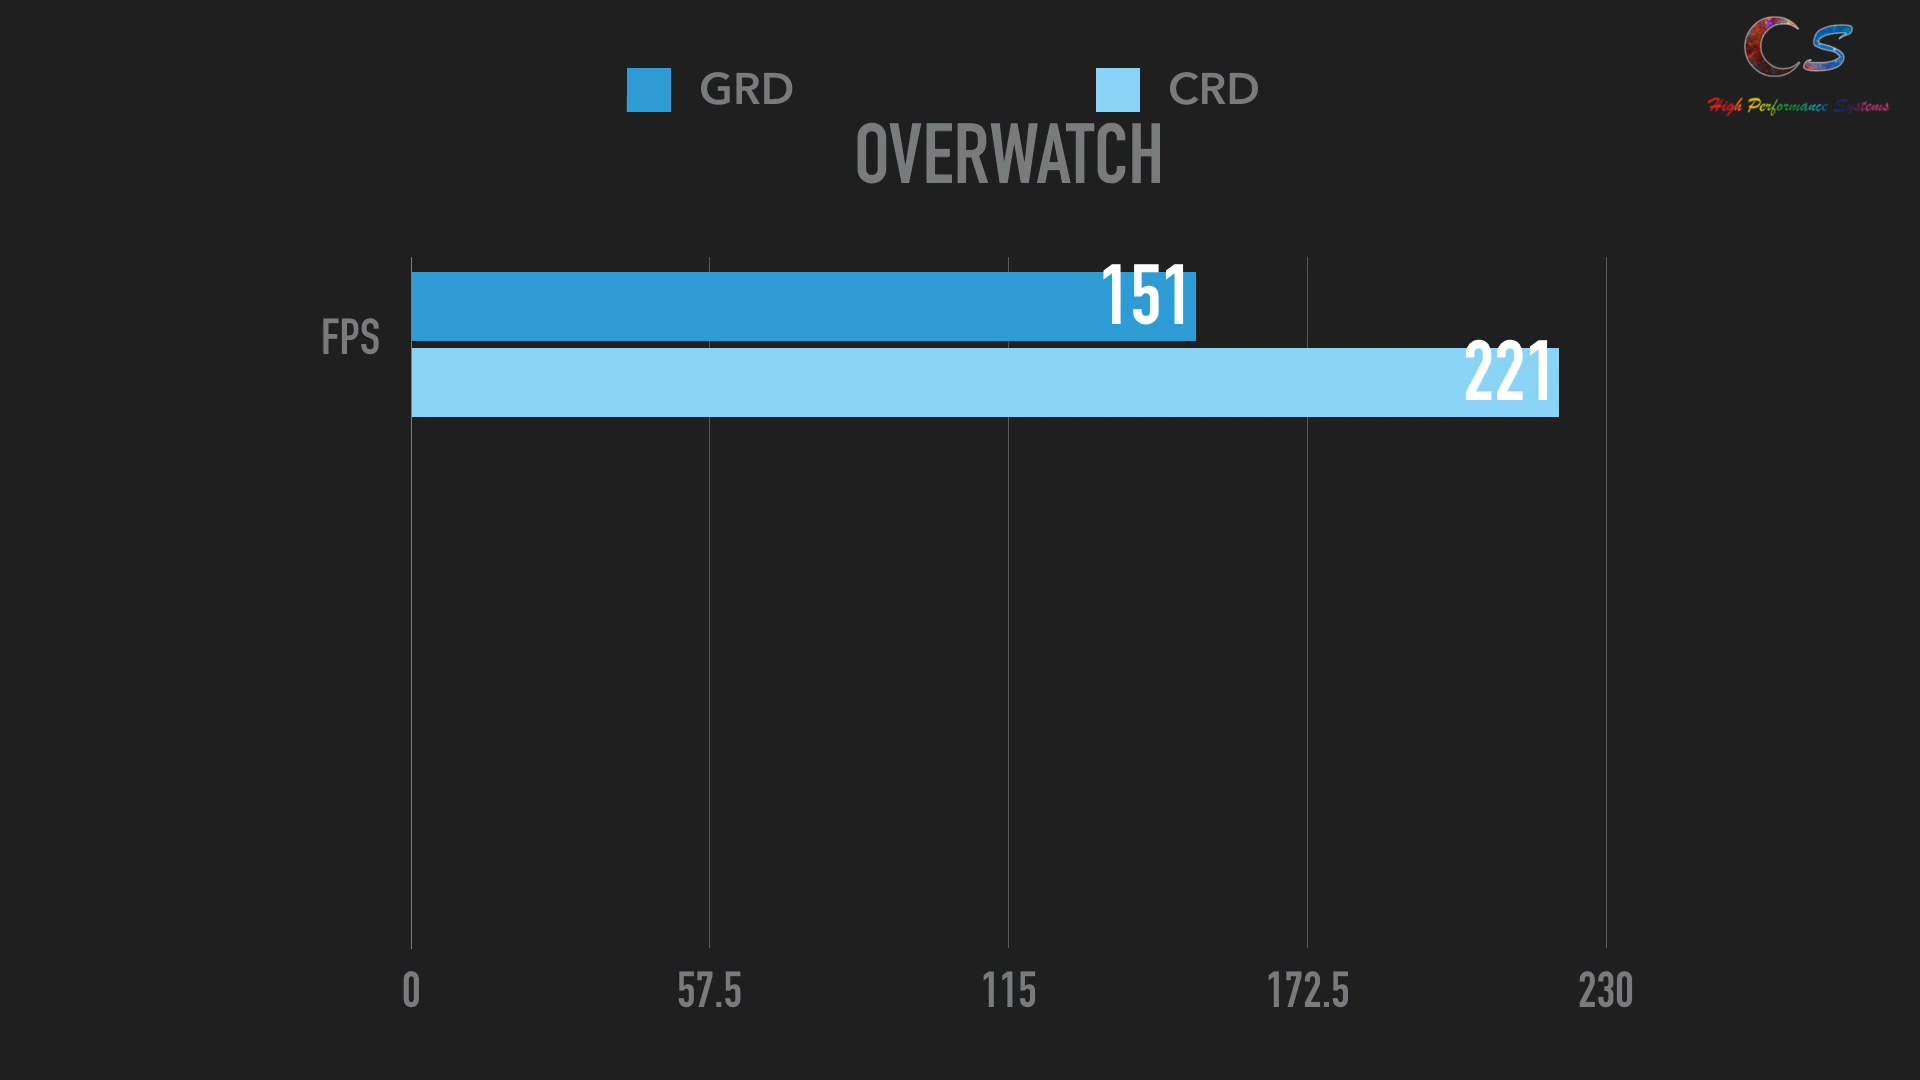 CS
High Performance Systems
GRD CRD
OVERWATCH
151
FPS
221
0 57.5 115 172.5 230